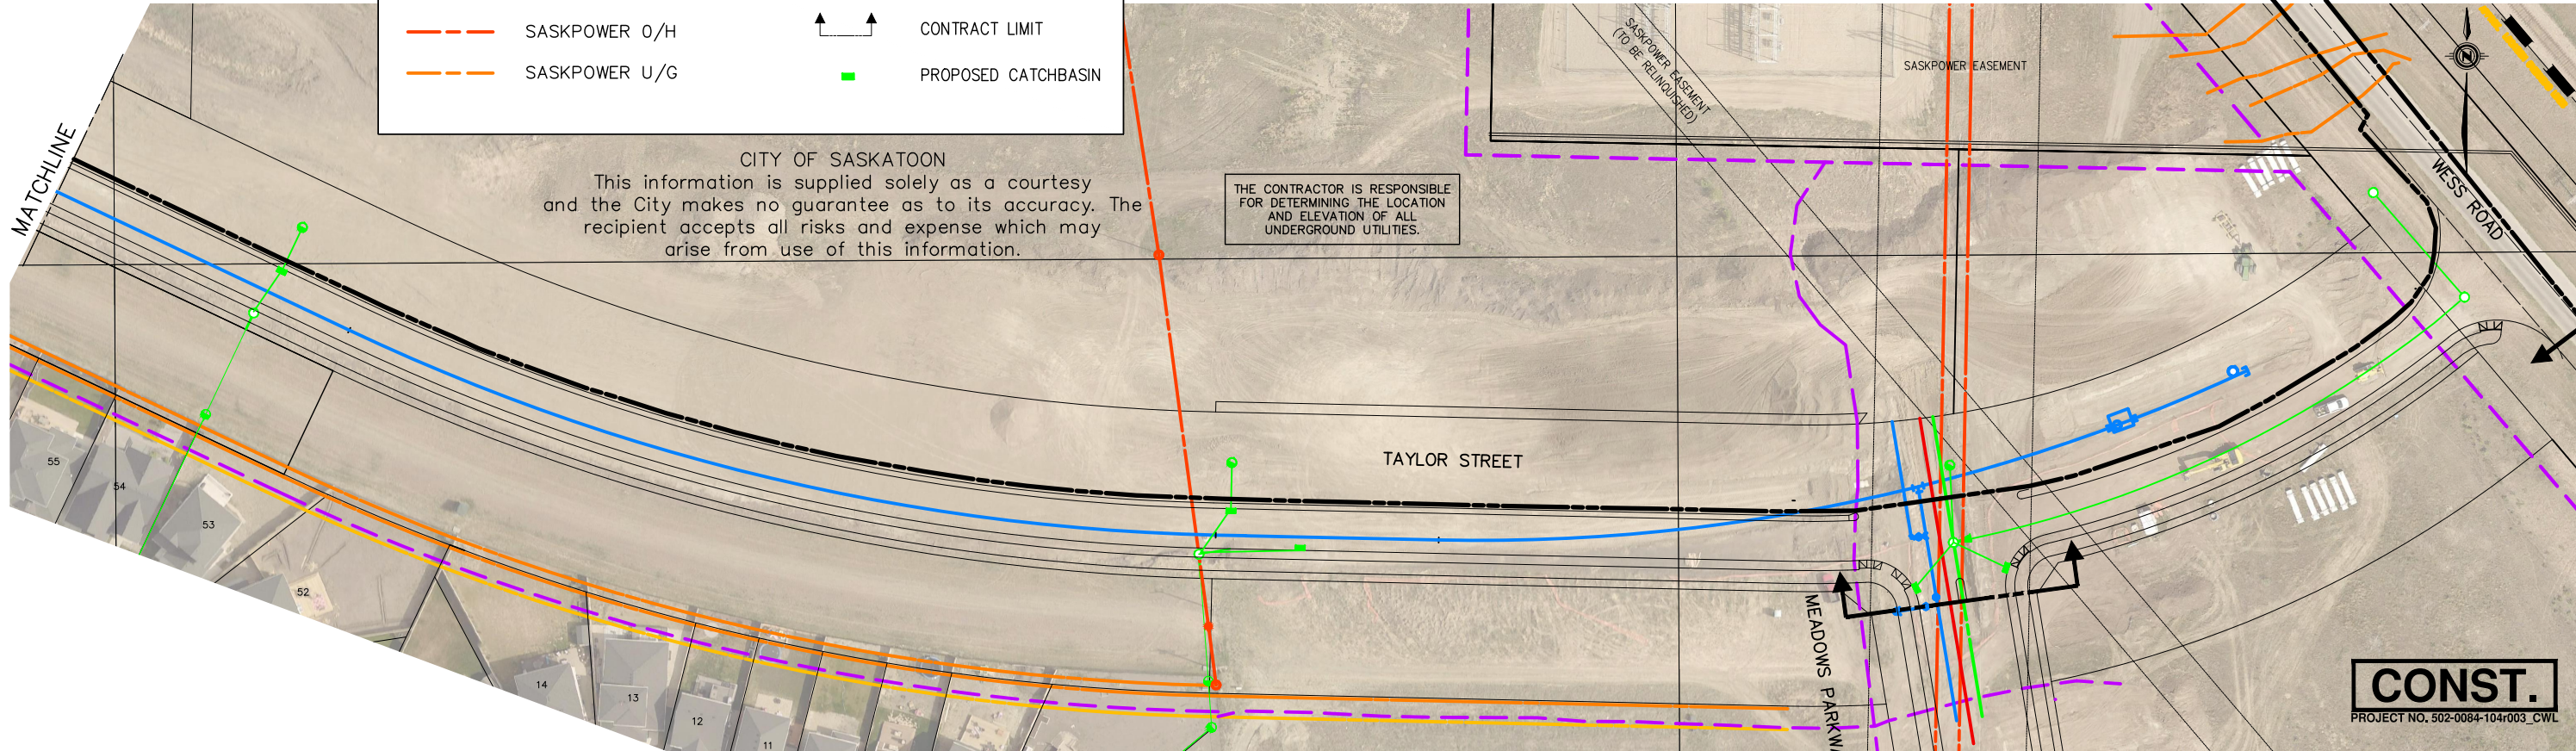 SASKPOWER O/H
CONTRACT LIMIT
SASKPOWER U/G
PROPOSED CATCHBASIN
MATCHLINE
CITY OF SASKATOON
This information is supplied solely as a courtesy
and the City makes no guarantee as to its accuracy. The
recipient accepts all risks and expense which may
arise from use of this information.
THE CONTRACTOR IS RESPONSIBLE
FOR DETERMINING THE LOCATION
AND ELEVATION OF ALL
UNDERGROUND UTILITIES.
SASKPOWER EASEMENT
(TO BE RELINQUISHED)
SASKPOWER EASEMENT
N
WESS ROAD
TAYLOR STREET
MEADOWS PARKWA
55
54
53
52
14
13
12
11
CONST.
PROJECT NO. 502-0084-104r003_CWL